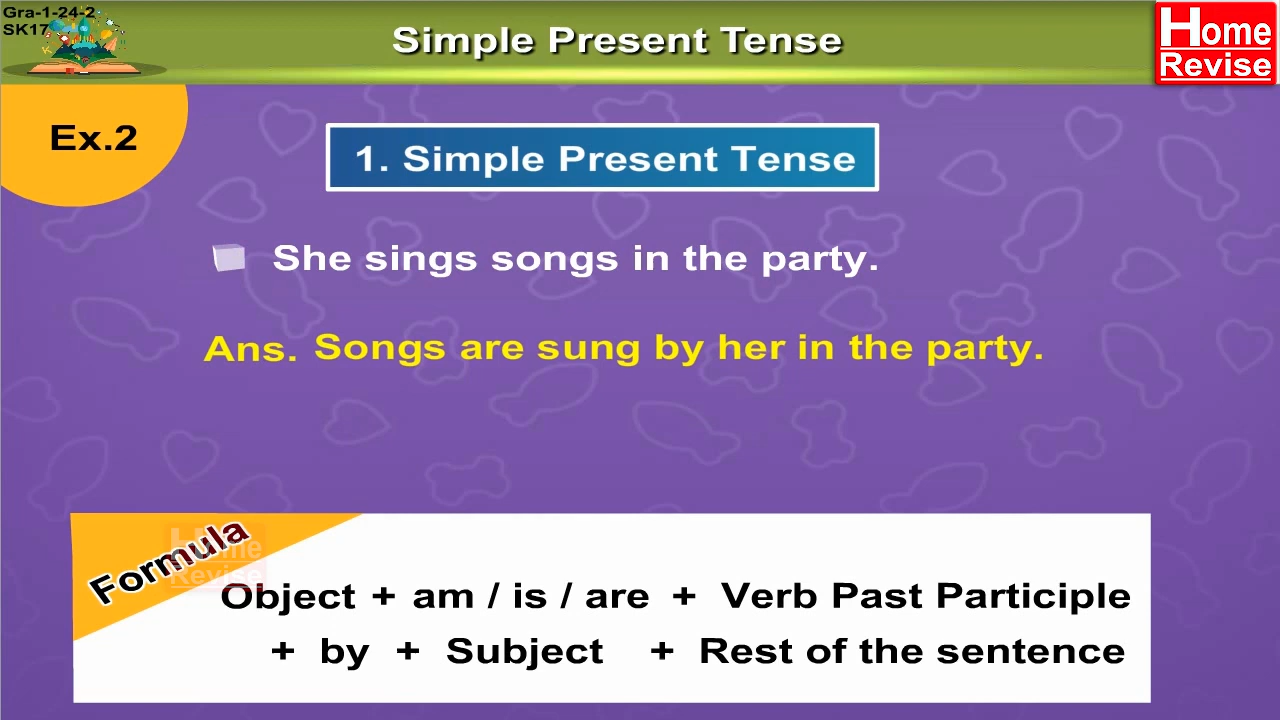 Gra-1-24-2
SK17
Simple Present Tense
Home
Revise
Ex.2
1. Simple Present Tense
She sings songs in the party.
Ans. Songs are sung by her in the party.
Formula
Home
Revise
Object + am / is / are + Verb Past Participle
+ by + Subject + Rest of the sentence